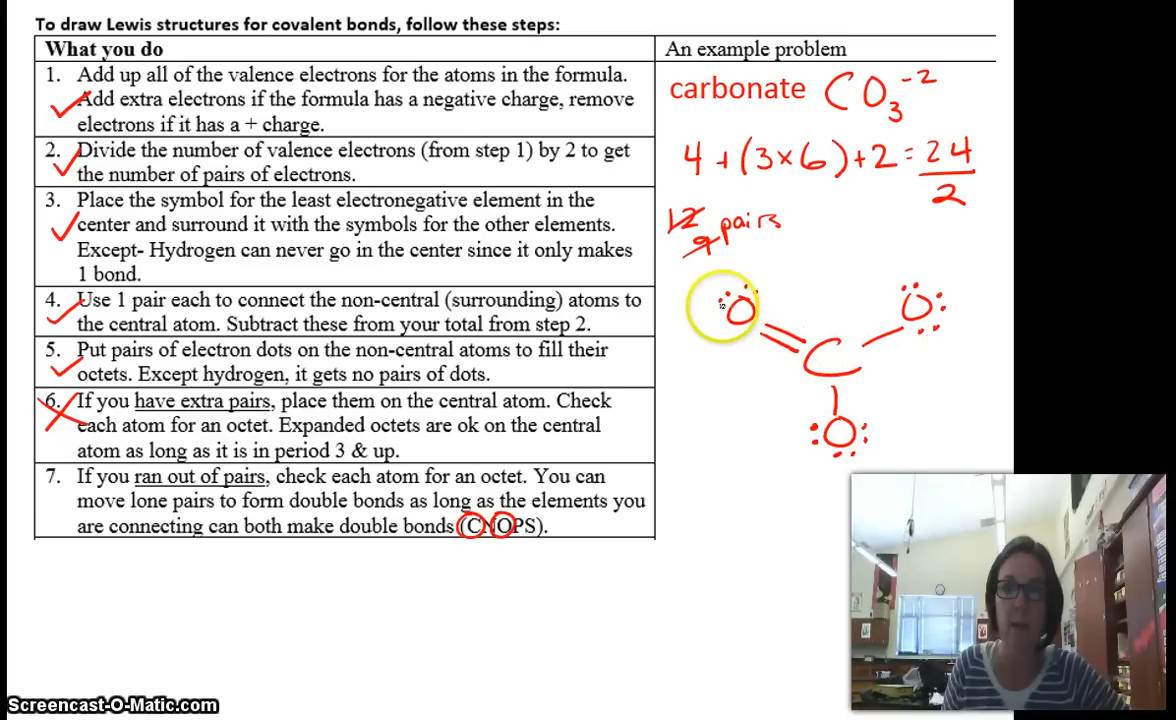 To draw Lewis structures for covalent bonds, follow these steps:
What you do
An example problem
1. Add up all of the valence electrons for the atoms in the formula.
Add extra electrons if the formula has a negative charge, remove
electrons if it has a + charge.
2. Divide the number of valence electrons (from step 1) by 2 to get
the number of pairs of electrons.
3. Place the symbol for the least electronegative element in the
center and surround it with the symbols for the other elements.
Except- Hydrogen can never go in the center since it only makes
1 bond.
4. Use 1 pair each to connect the non-central (surrounding) atoms to
the central atom. Subtract these from your total from step 2.
5. Put pairs of electron dots on the non-central atoms to fill their
octets. Except hydrogen, it gets no pairs of dots.
6. If you have extra pairs, place them on the central atom. Check
each atom for an octet. Expanded octets are ok on the central
atom as long as it is in period 3 & up.
7. If you ran out of pairs, check each atom for an octet. You can
move lone pairs to form double bonds as long as the elements you
are connecting can both make double bonds (CNOPS).
carbonate CO3-2
4 + (3×6) + 2 = 24
2
12 pairs
9
O O
C
O
Screencast-O-Matic.com